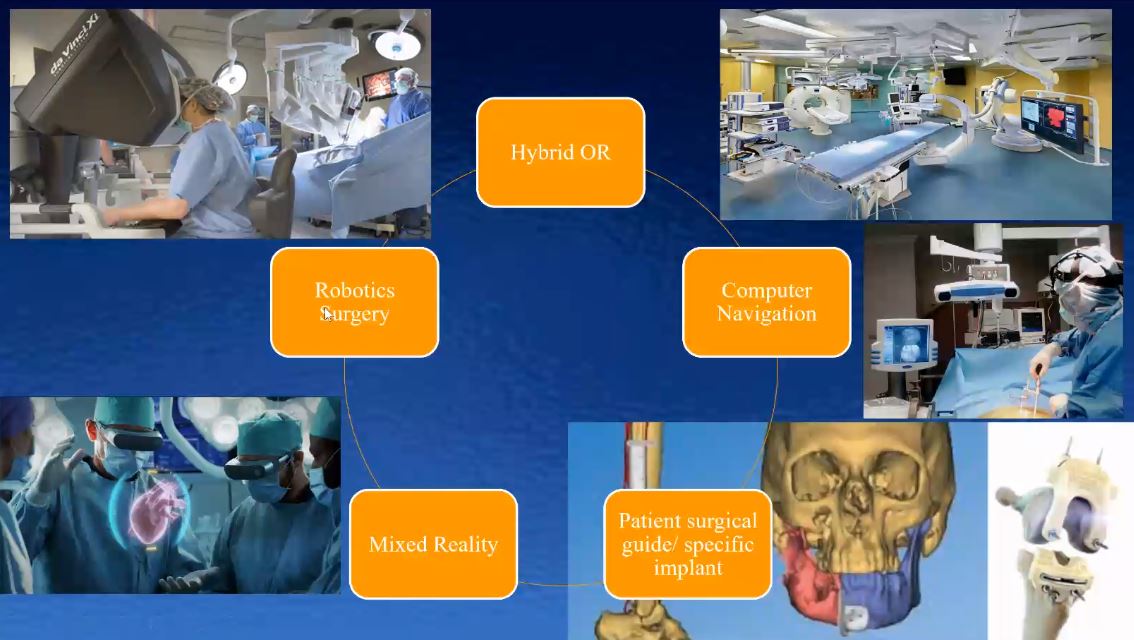 da Vinci Xi
Hybrid OR
Robotics
Surgery
Computer
Navigation
Mixed Reality
Patient surgical
guide/ specific
implant